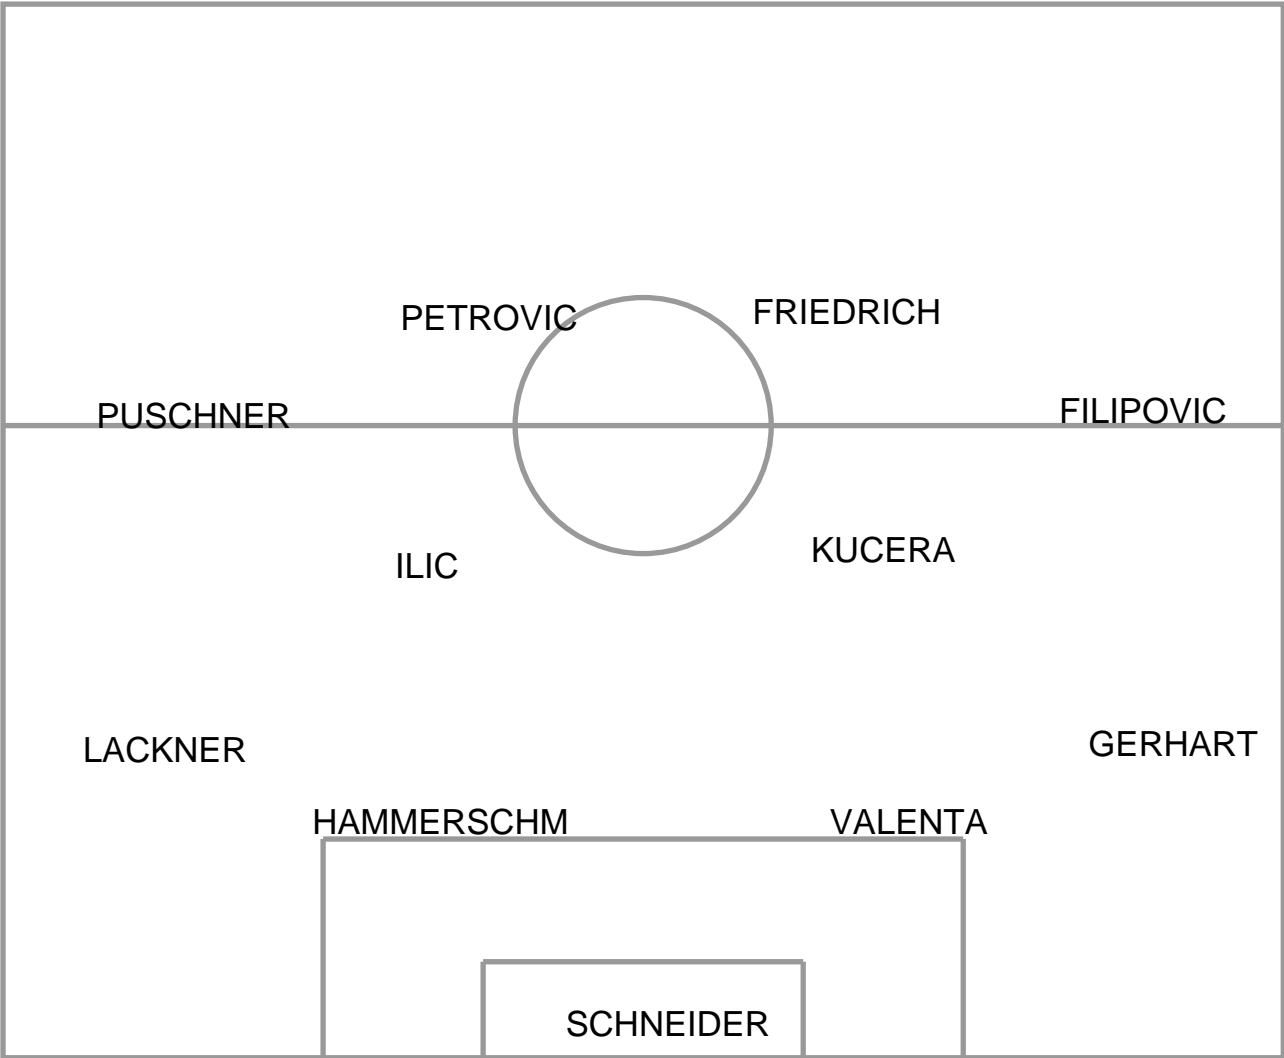 PETROVIC
FRIEDRICH
PUSCHNER
FILIPOVIC
ILIC
KUCERA
LACKNER
GERHART
HAMMERSCHM
VALENTA
SCHNEIDER